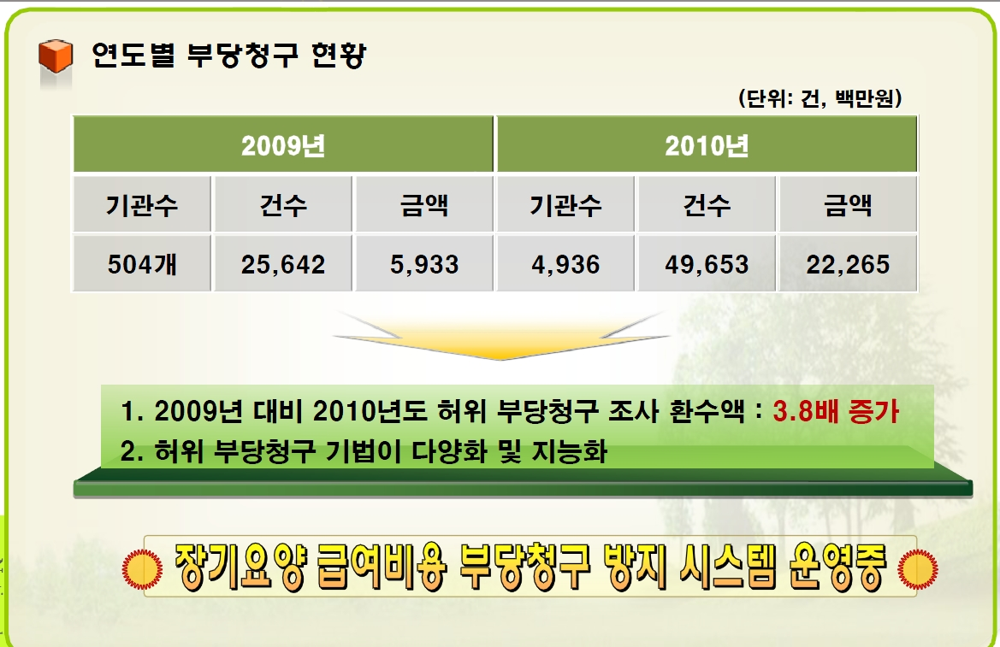 연도별 부당청구 현황
(단위: 건, 백만원)
2009년 2010년
기관수 건수 금액 기관수 건수 금액
504개 25,642 5,933 4,936 49,653 22,265
1. 2009년 대비 2010년도 허위 부당청구 조사 환수액 : 3.8배 증가
2. 허위 부당청구 기법이 다양화 및 지능화
장기요양 급여비용 부당청구 방지 시스템 운영중